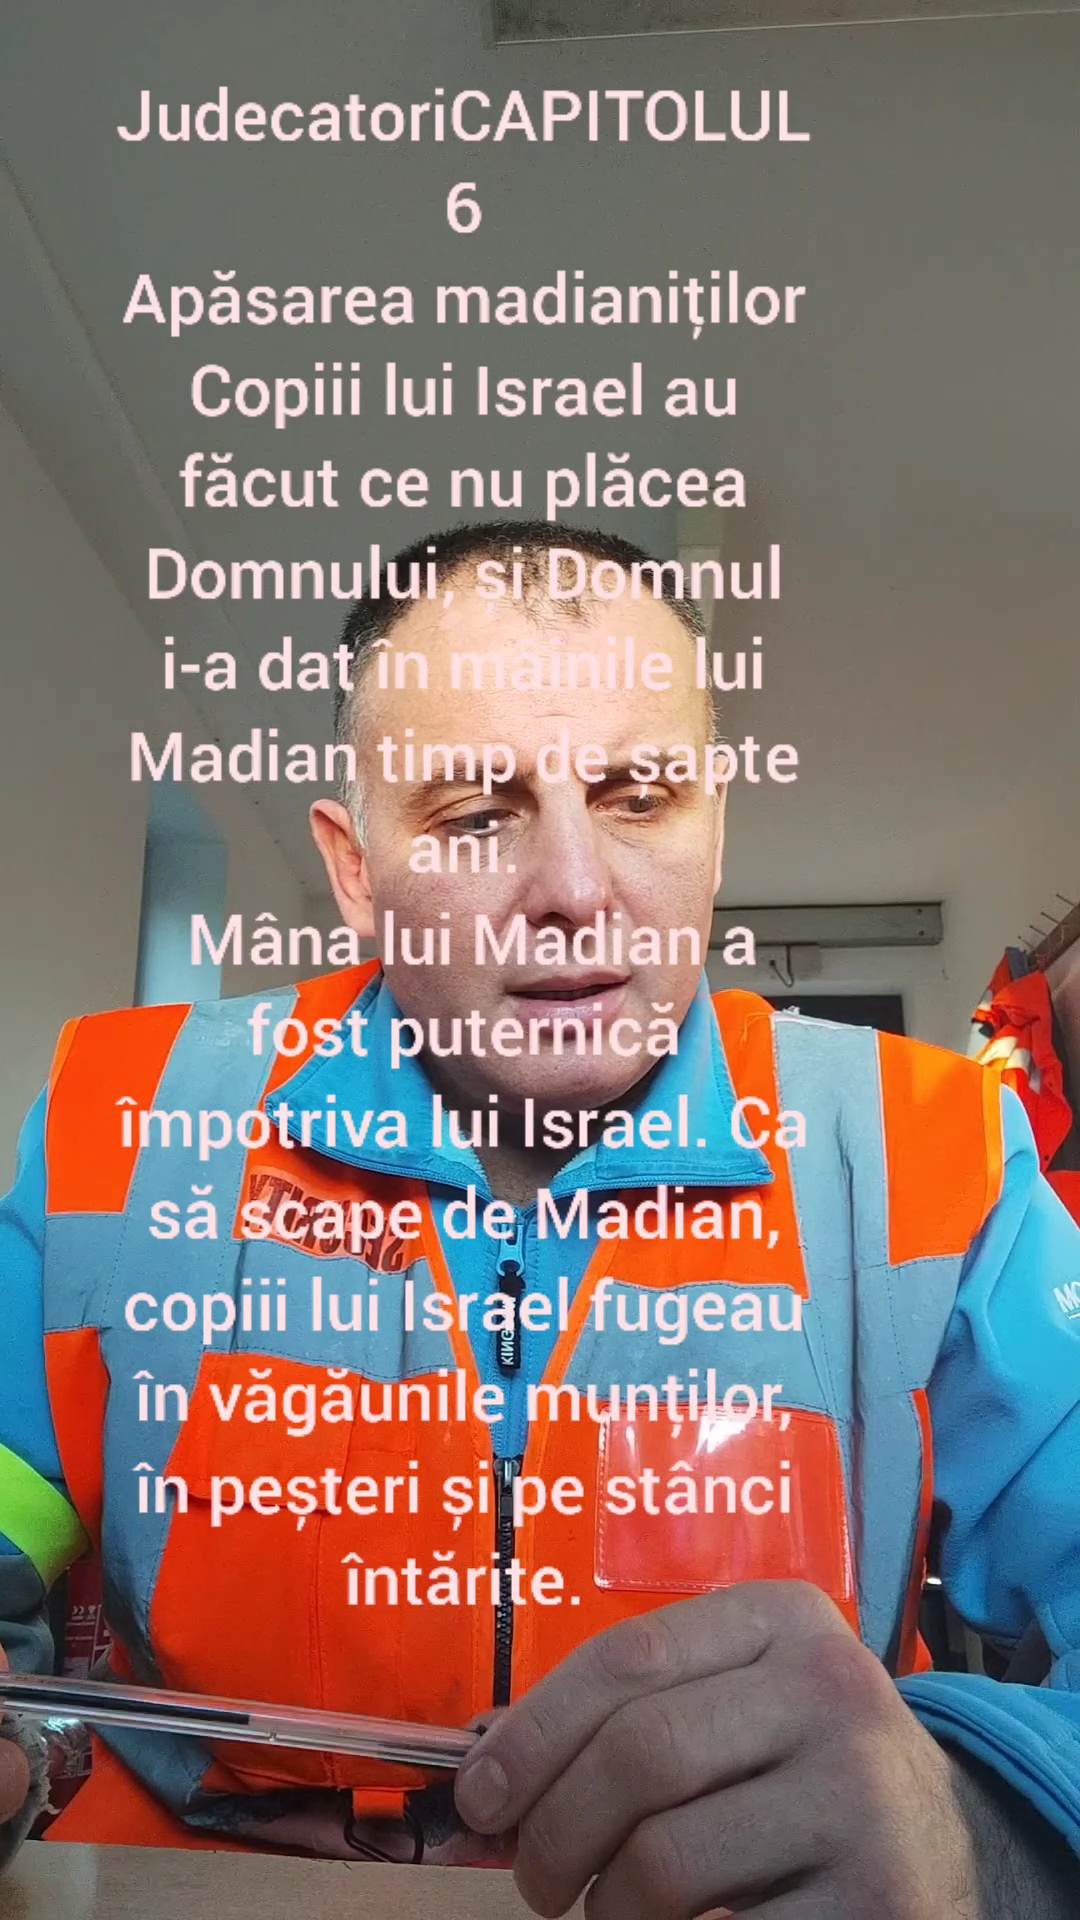 JudecatoriCAPITOLUL
6
Apăsarea madianiților
Copiii lui Israel au
făcut ce nu plăcea
Domnului, și Domnul
i-a dat în mâinile lui
Madian timp de șapte
ani.
Mâna lui Madian a
fost puternică
împotriva lui Israel. Ca
să scape de Madian,
copiii lui Israel fugeau
în văgăunile munților,
în peșteri și pe stânci
întărite.